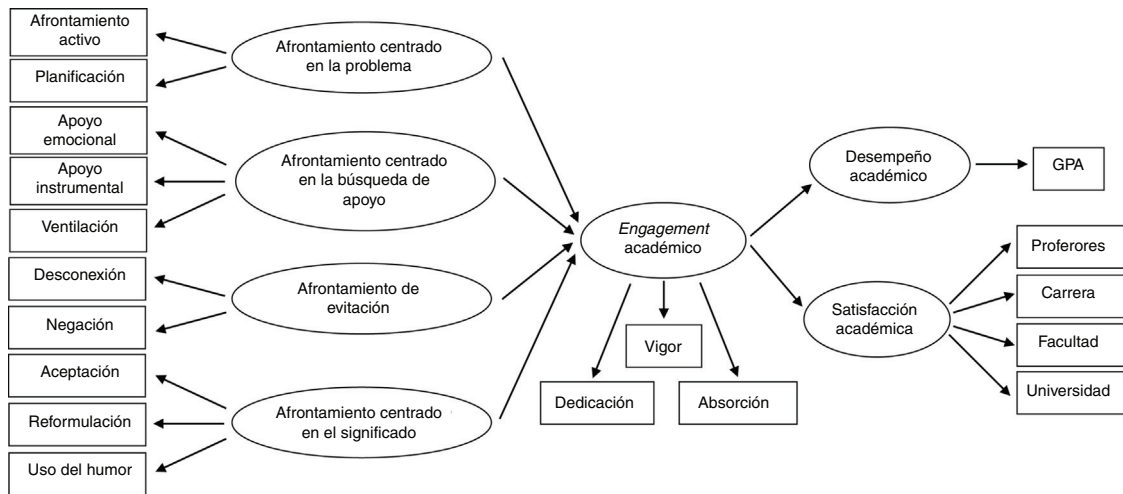 Afrontamiento
activo
Planificación
Apoyo
emocional
Apoyo
instrumental
Ventilación
Desconexión
Negación
Aceptación
Reformulación
Uso del humor
Afrontamiento centrado
en la problema
Afrontamiento centrado
en la búsqueda de
apoyo
Afrontamiento de
evitación
Afrontamiento centrado
en el significado
Engagement
académico
Vigor
Dedicación
Absorción
Desempeño
académico
Satisfacción
académica
GPA
Proferores
Carrera
Facultad
Universidad